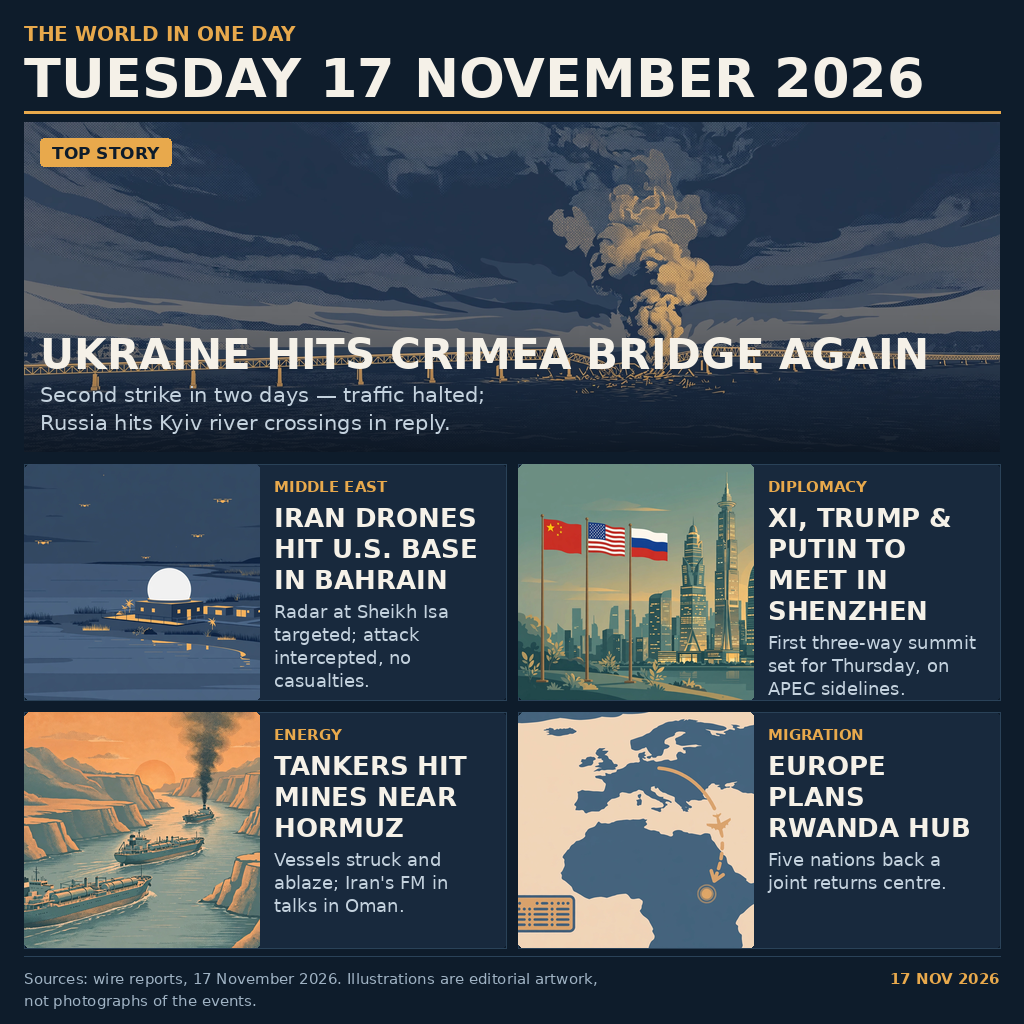 THE WORLD IN ONE DAY
TUESDAY 17 NOVEMBER 2026
TOP STORY
UKRAINE HITS CRIMEA BRIDGE AGAIN
Second strike in two days — traffic halted;
Russia hits Kyiv river crossings in reply.
MIDDLE EAST
IRAN DRONES
HIT U.S. BASE
IN BAHRAIN
Radar at Sheikh Isa
targeted; attack
intercepted, no
casualties.
DIPLOMACY
XI, TRUMP &
PUTIN TO
MEET IN
SHENZHEN
First three-way summit
set for Thursday, on
APEC sidelines.
ENERGY
TANKERS HIT
MINES NEAR
HORMUZ
Vessels struck and
ablaze; Iran's FM in
talks in Oman.
MIGRATION
EUROPE
PLANS
RWANDA HUB
Five nations back a
joint returns centre.
Sources: wire reports, 17 November 2026. Illustrations are editorial artwork,
not photographs of the events.
17 NOV 2026